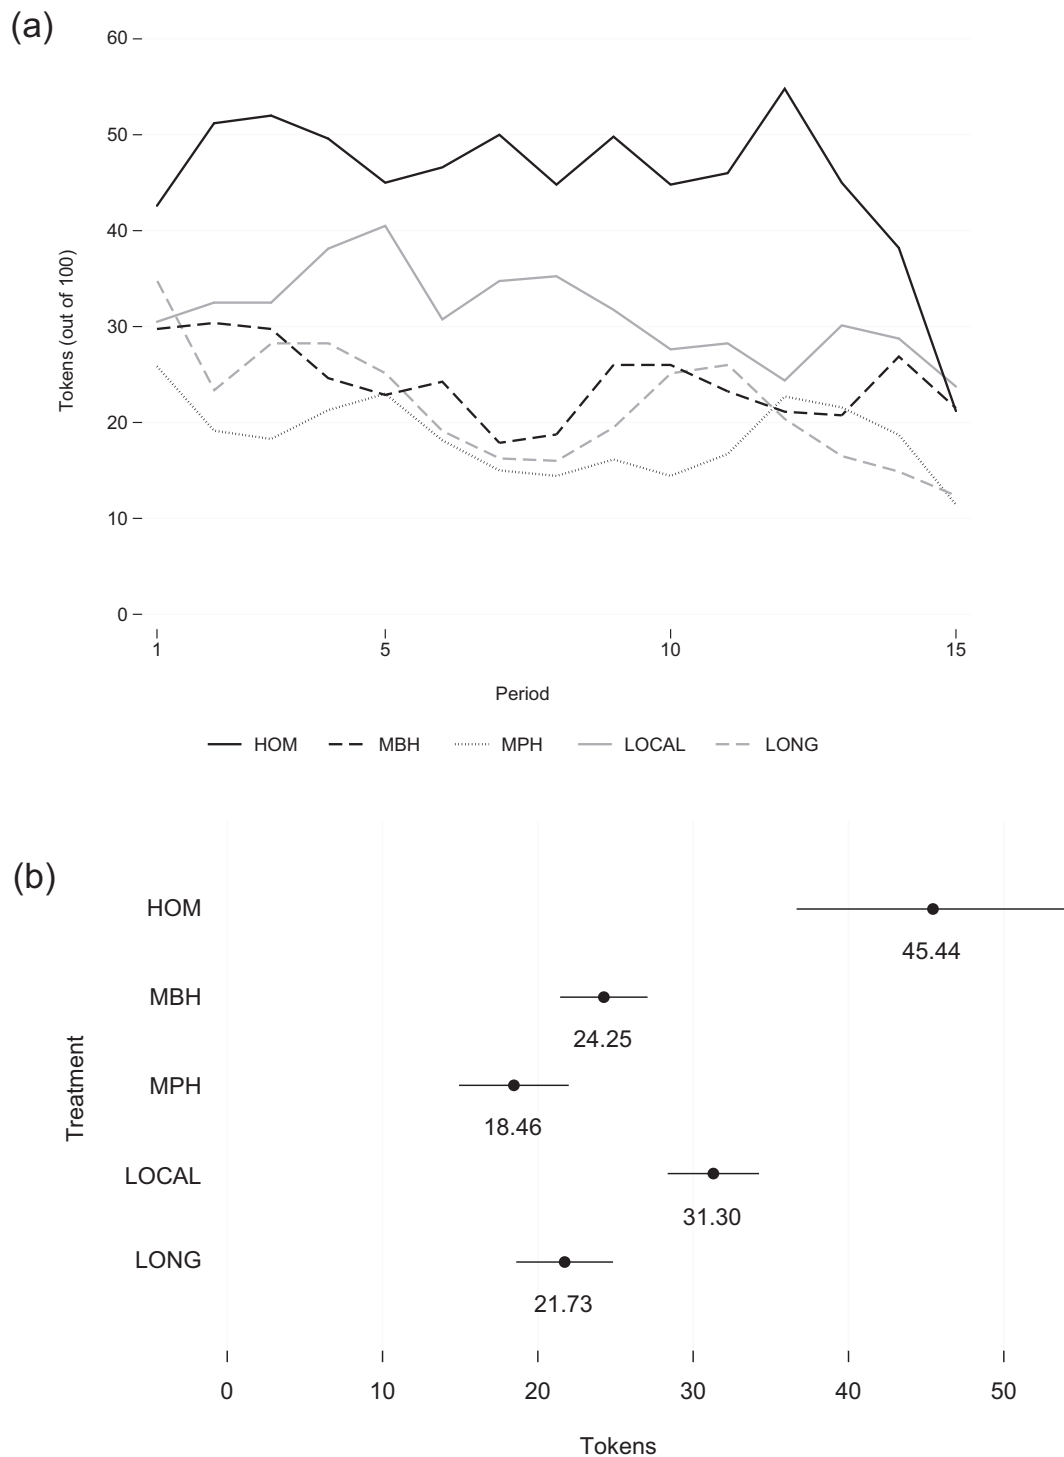 (a)
60
50
40
30
20
10
0
Tokens (out of 100)
1 5 10 15
Period
HOM MBH MPH LOCAL LONG
(b)
HOM
45.44
MBH
24.25
MPH
18.46
LOCAL
31.30
LONG
21.73
Treatment
0 10 20 30 40 50
Tokens